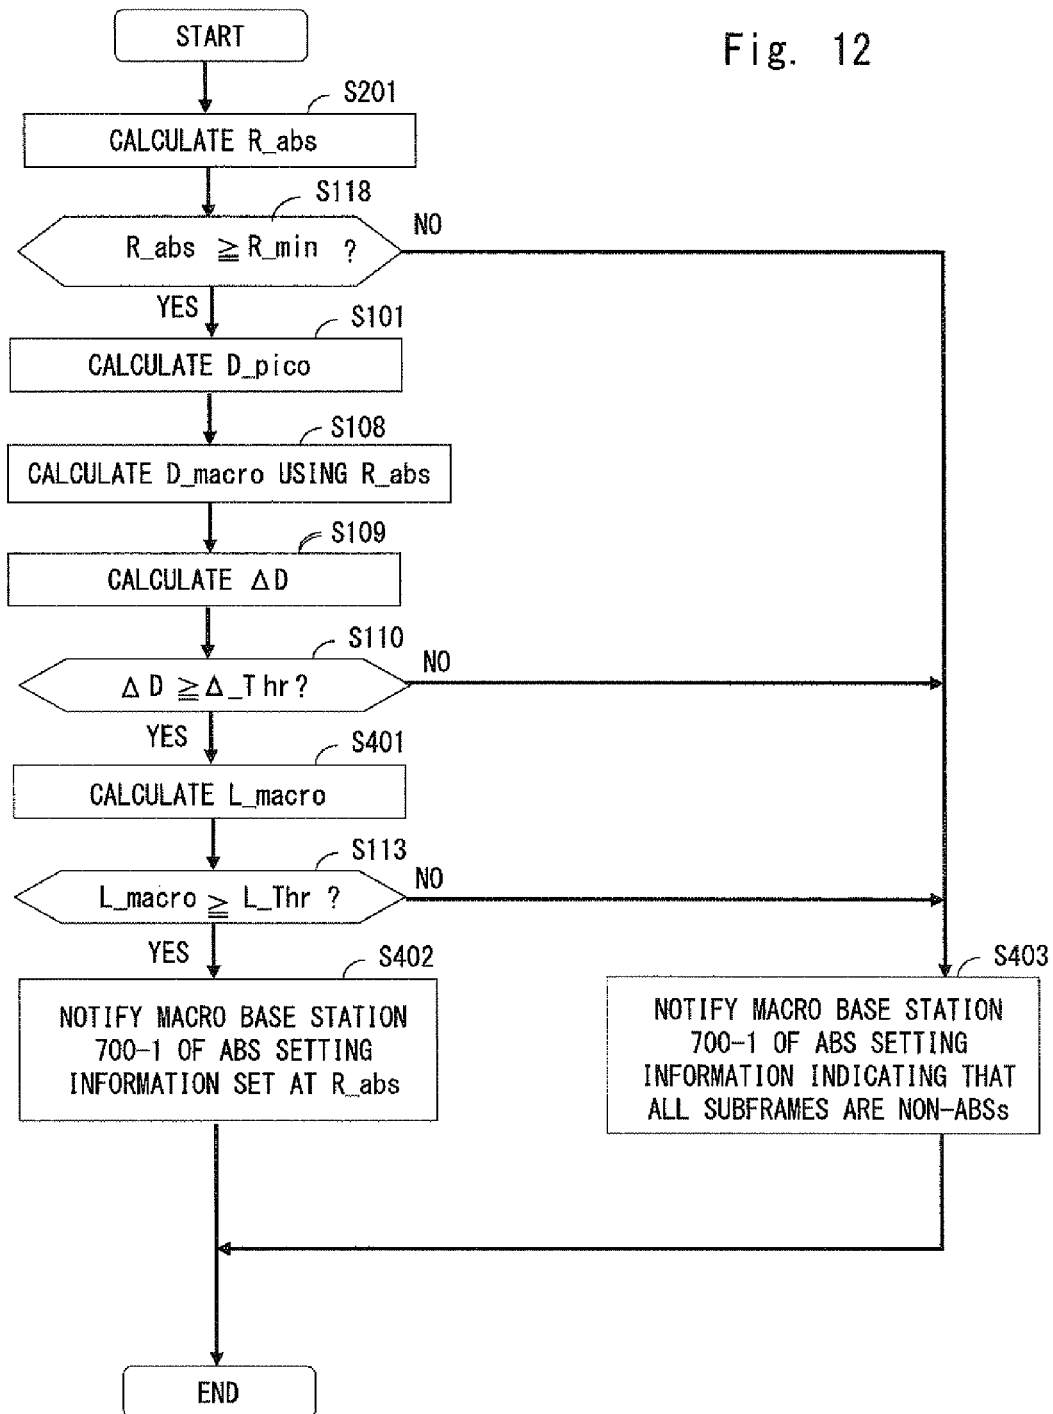 START
Fig. 12
S201
CALCULATE R_abs
S118
R_abs ≧ R_min ?
NO
YES
S101
CALCULATE D_pico
S108
CALCULATE D_macro USING R_abs
S109
CALCULATE ΔD
S110
ΔD ≧ Δ_Thr?
NO
YES
S401
CALCULATE L_macro
S113
L_macro ≧ L_Thr ?
NO
YES
S402
NOTIFY MACRO BASE STATION
700-1 OF ABS SETTING
INFORMATION SET AT R_abs
S403
NOTIFY MACRO BASE STATION
700-1 OF ABS SETTING
INFORMATION INDICATING THAT
ALL SUBFRAMES ARE NON-ABSs
END